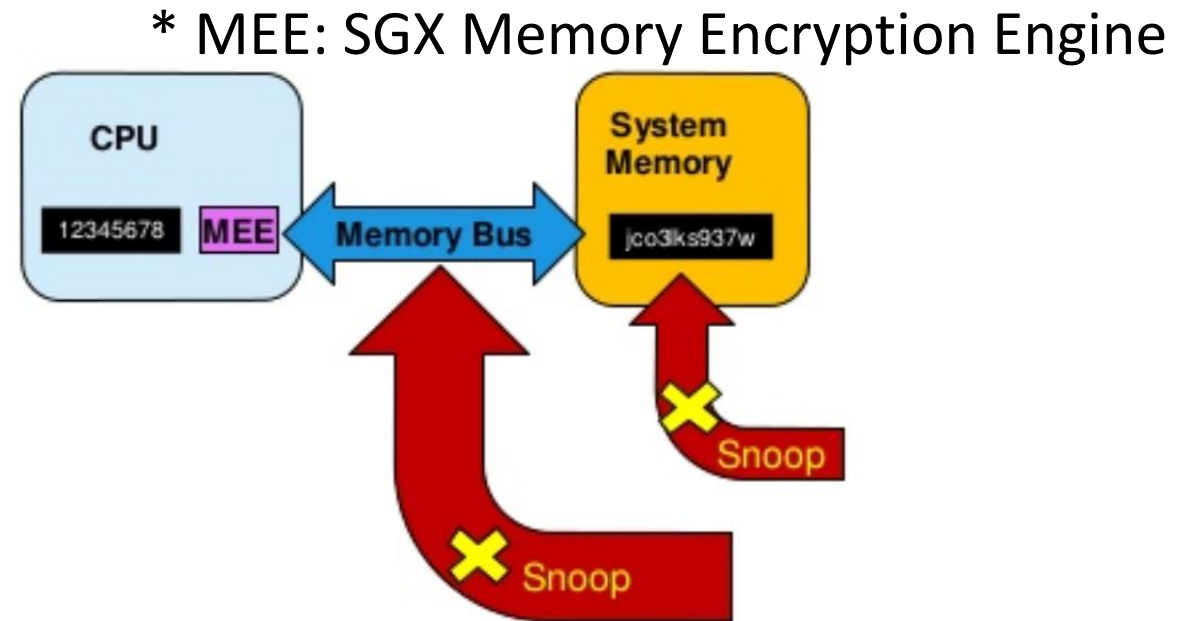 * MEE: SGX Memory Encryption Engine
CPU
System
Memory
12345678
MEE
Memory Bus
jco3lks937w
Snoop
Snoop